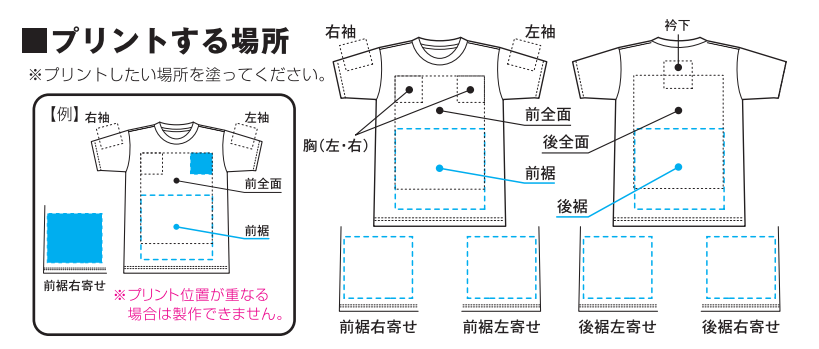 ■プリントする場所
※プリントしたい場所を塗ってください。
【例】
右袖
左袖
前全面
前裾
前裾右寄せ
※プリント位置が重なる
場合は製作できません。
右袖
左袖
胸(左・右)
前全面
前裾
衿下
後全面
後裾
前裾右寄せ
前裾左寄せ
後裾左寄せ
後裾右寄せ